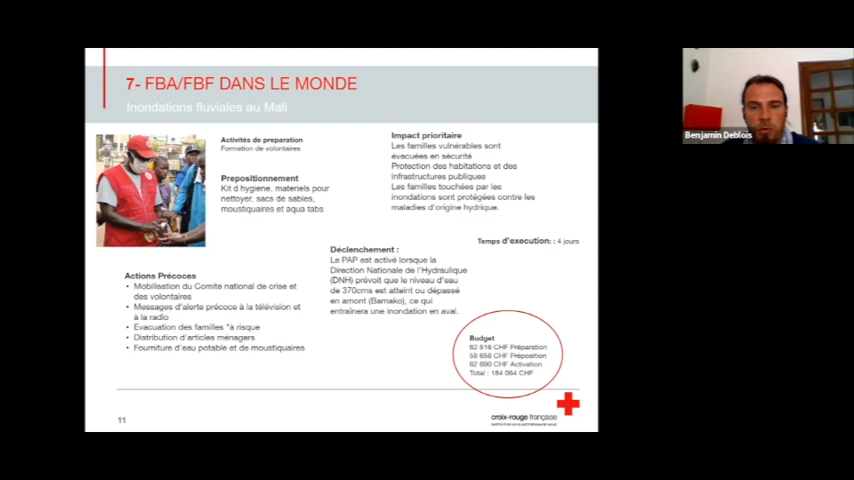 7- FBA/FBF DANS LE MONDE
Inondations fluviales au Mali
Activités de preparation
Formation de volontaires
Prepositionnement
Kit d hygiene, materiels pour
nettoyer, sacs de sables,
moustiquaires et aqua tabs
Impact prioritaire
Les familles vulnérables sont
évacuées en sécurité
Protection des habitations et des
infrastructures publiques
Les familles touchées par les
inondations sont protégées contre les
maladies d'origine hydrique.
Temps d'execution: : 4 jours
Déclenchement :
Le PAP est activé lorsque la
Direction Nationale de l'Hydraulique
(DNH) prévoit que le niveau d'eau
de 370cms est atteint ou dépassé
en amont (Bamako), ce qui
entraînera une inondation en aval.
Actions Précoces
• Mobilisation du Comité national de crise et
des volontaires
• Messages d'alerte précoce à la télévision et
à la radio
• Evacuation des familles "à risque
• Distribution d'articles ménagers
• Fourniture d'eau potable et de moustiquaires
Budget
62 516 CHF Préparation
58 658 CHF Préposition
62 890 CHF Activation
Total : 184 064 CHF
11
croix-rouge française
Benjamin Deblois